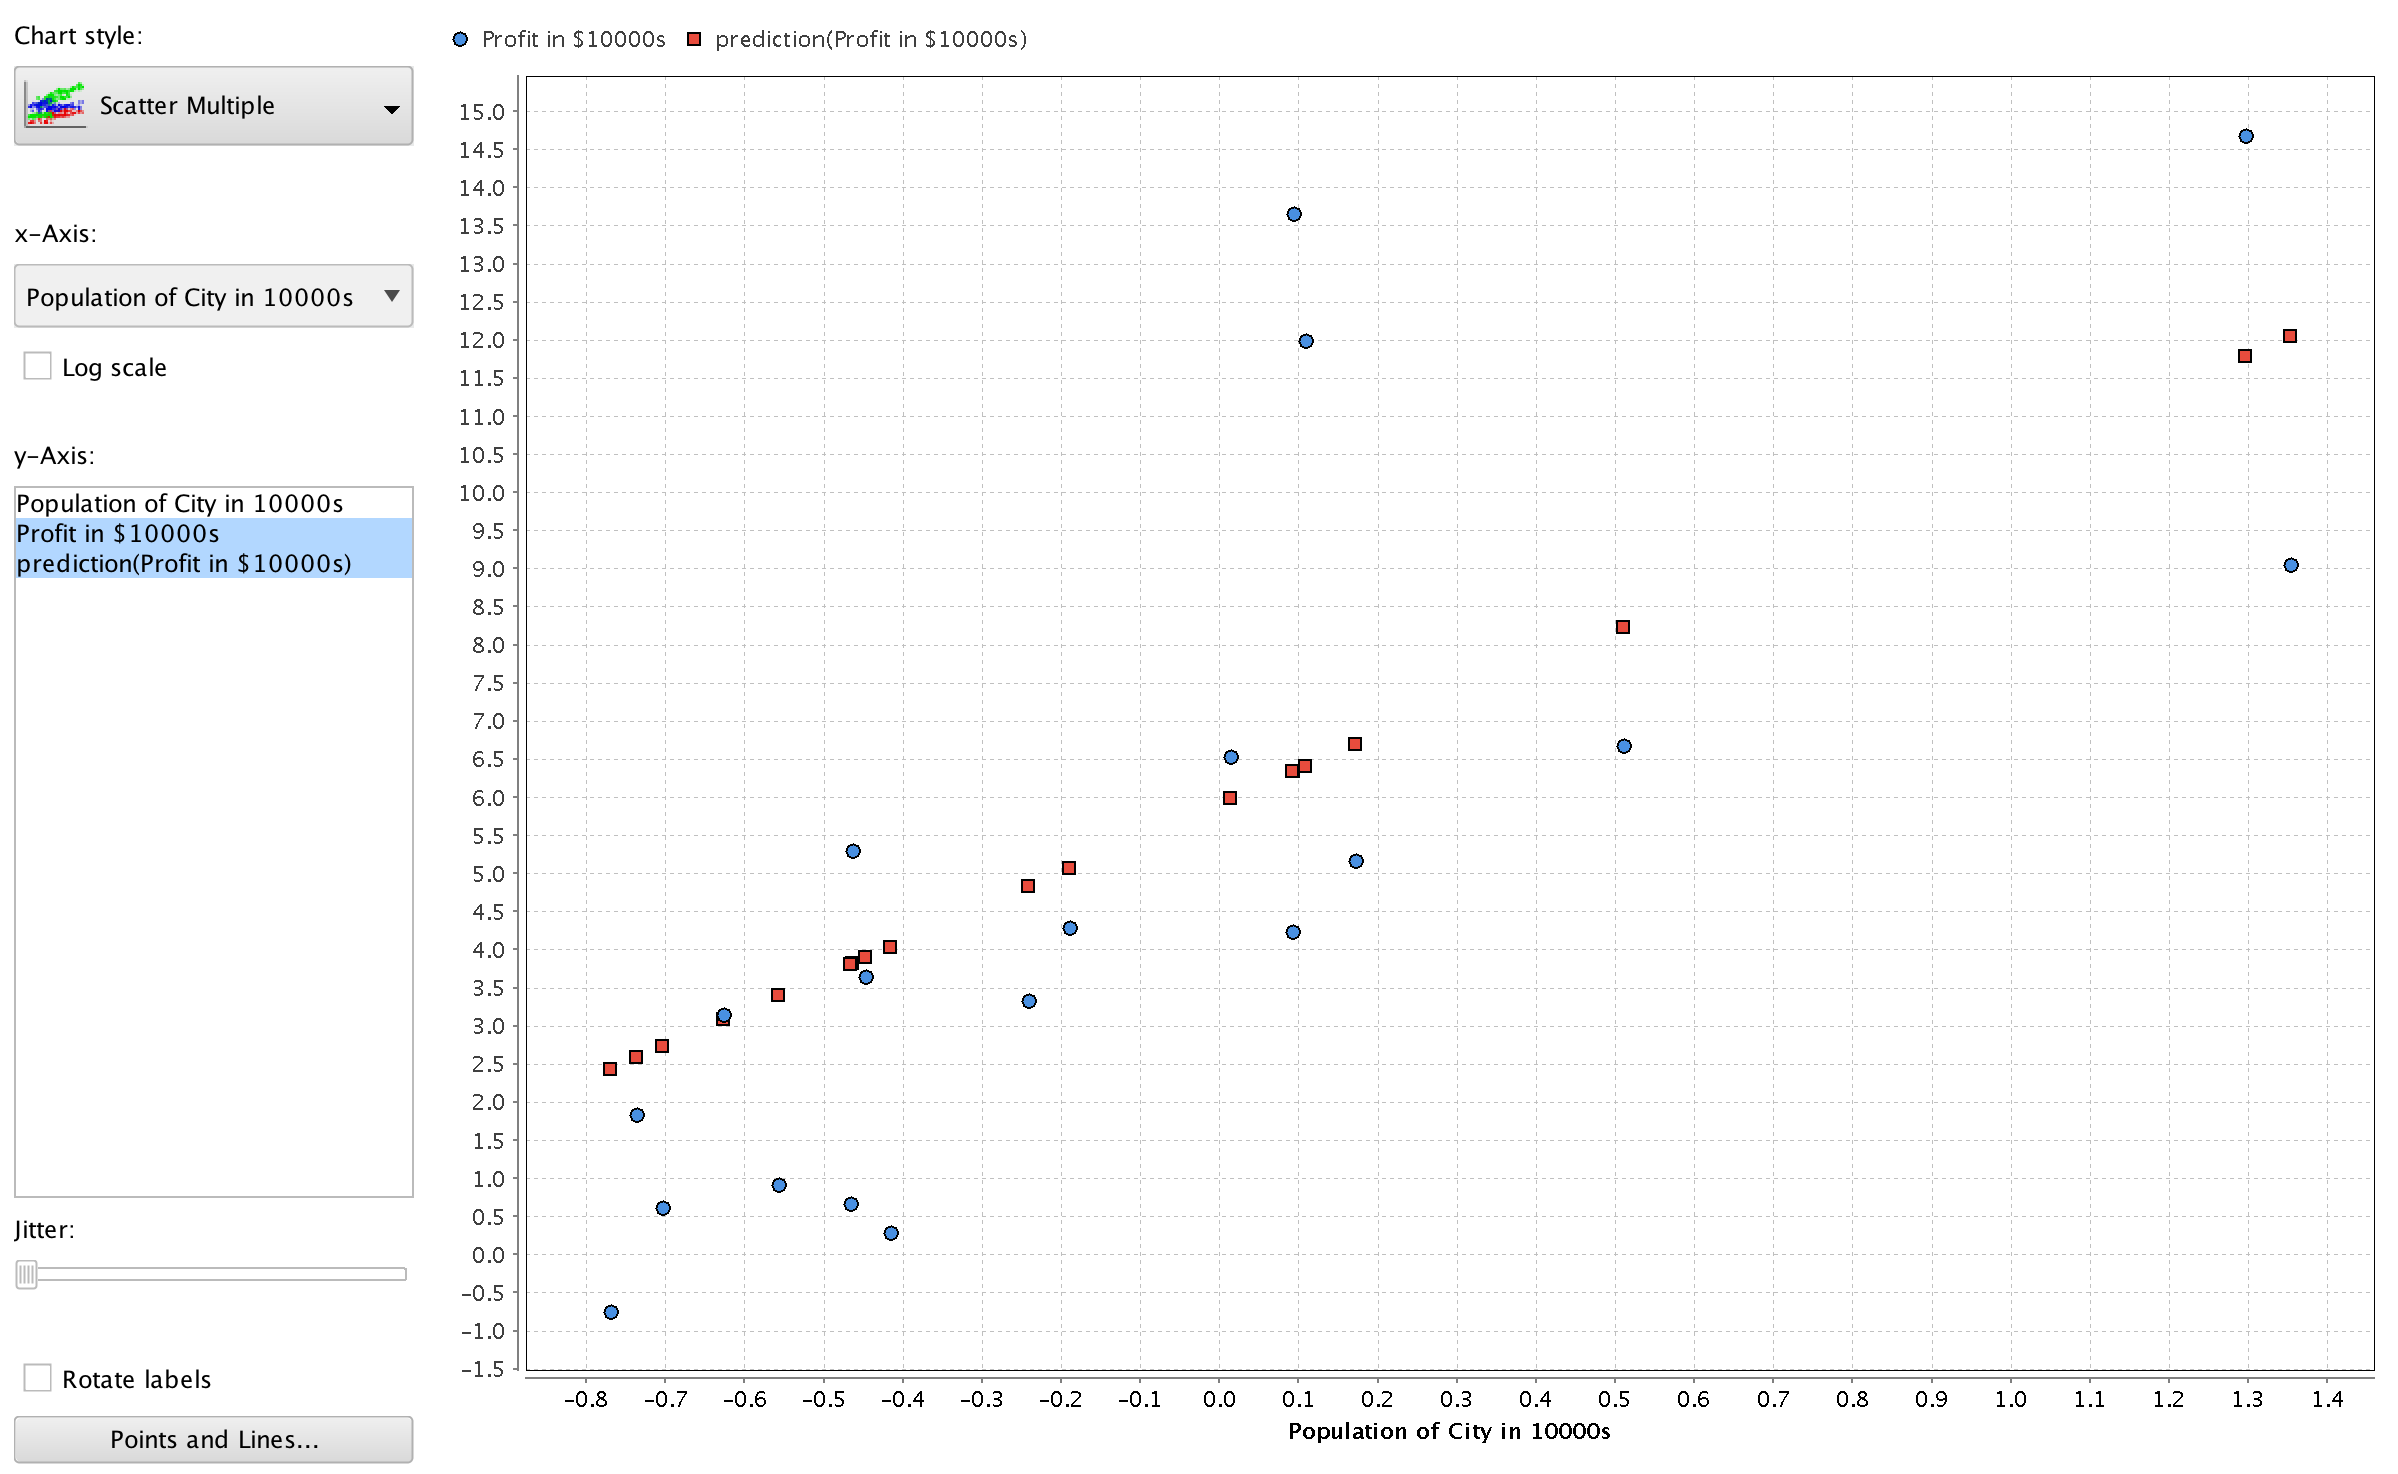 Chart style:
Scatter Multiple
x-Axis:
Population of City in 10000s
Log scale
y-Axis:
Population of City in 10000s
Profit in $10000s
prediction(Profit in $10000s)
Jitter:
Rotate labels
Points and Lines...
Profit in $10000s prediction(Profit in $10000s)
15.0
14.5
14.0
13.5
13.0
12.5
12.0
11.5
11.0
10.5
10.0
9.5
9.0
8.5
8.0
7.5
7.0
6.5
6.0
5.5
5.0
4.5
4.0
3.5
3.0
2.5
2.0
1.5
1.0
0.5
0.0
-0.5
-1.0
-1.5
-0.8 -0.7 -0.6 -0.5 -0.4 -0.3 -0.2 -0.1 0.0 0.1 0.2 0.3 0.4 0.5 0.6 0.7 0.8 0.9 1.0 1.1 1.2 1.3 1.4
Population of City in 10000s